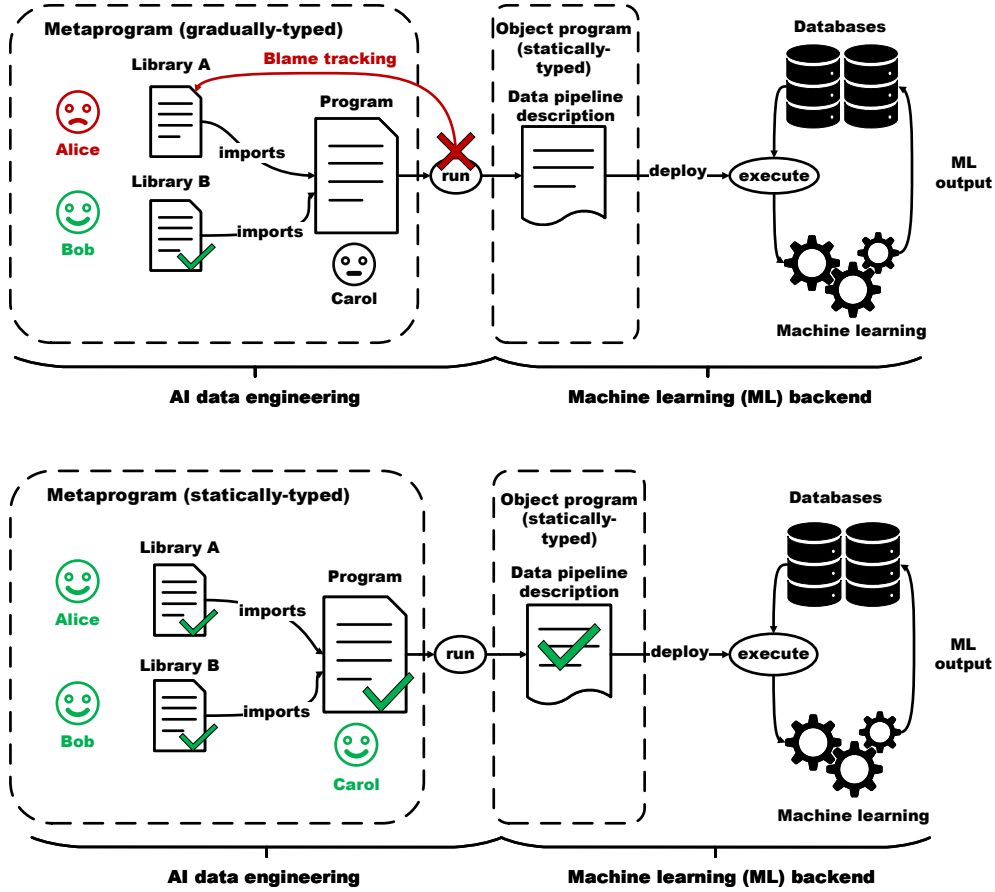 Metaprogram (gradually-typed)
Blame tracking
Library A
Alice
imports
Program
Library B
Bob
imports
Carol
run
Object program
(statically-
typed)
Data pipeline
description
deploy
Databases
execute
ML
output
Machine learning
AI data engineering
Machine learning (ML) backend
Metaprogram (statically-typed)
Library A
Alice
imports
Program
Library B
Bob
imports
Carol
run
Object program
(statically-
typed)
Data pipeline
description
deploy
Databases
execute
ML
output
Machine learning
AI data engineering
Machine learning (ML) backend